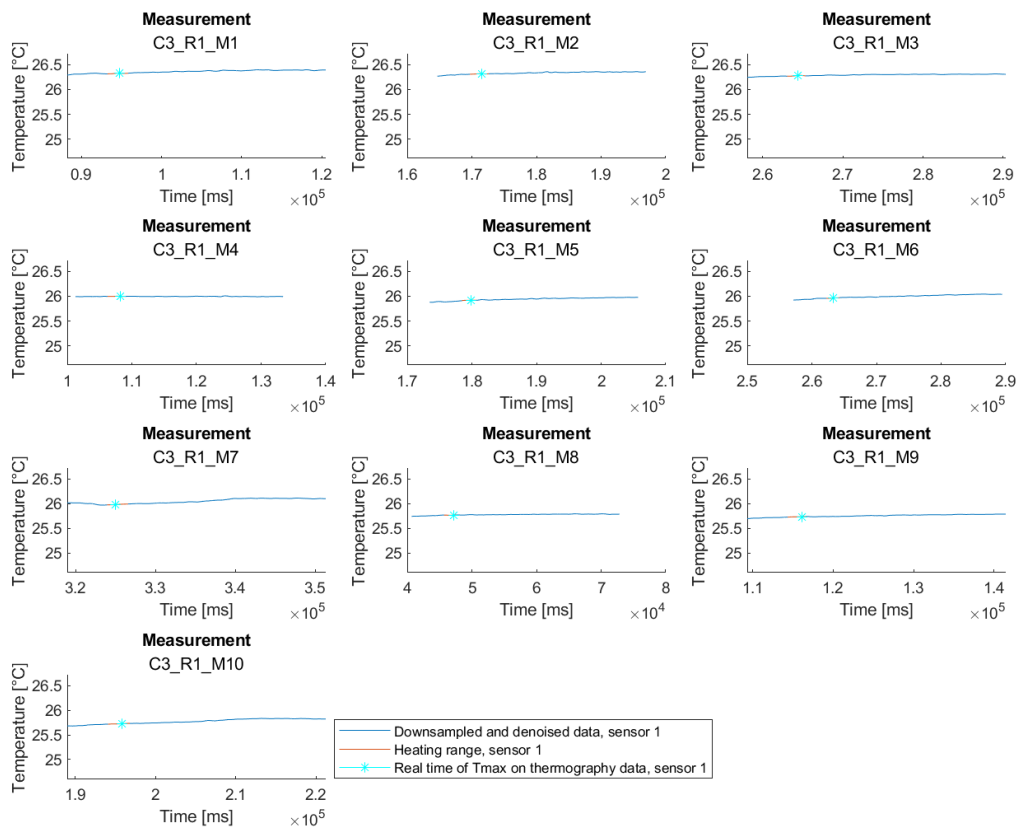 Measurement
C3_R1_M1
Temperature [°C]
26.5
26
25.5
25
0.9 1 1.1 1.2
Time [ms]
×10^5
Measurement
C3_R1_M2
Temperature [°C]
26.5
26
25.5
25
1.6 1.7 1.8 1.9 2
Time [ms]
×10^5
Measurement
C3_R1_M3
Temperature [°C]
26.5
26
25.5
25
2.6 2.7 2.8 2.9
Time [ms]
×10^5
Measurement
C3_R1_M4
Temperature [°C]
26.5
26
25.5
25
1 1.1 1.2 1.3 1.4
Time [ms]
×10^5
Measurement
C3_R1_M5
Temperature [°C]
26.5
26
25.5
25
1.7 1.8 1.9 2 2.1
Time [ms]
×10^5
Measurement
C3_R1_M6
Temperature [°C]
26.5
26
25.5
25
2.5 2.6 2.7 2.8 2.9
Time [ms]
×10^5
Measurement
C3_R1_M7
Temperature [°C]
26.5
26
25.5
25
3.2 3.3 3.4 3.5
Time [ms]
×10^5
Measurement
C3_R1_M8
Temperature [°C]
26.5
26
25.5
25
4 5 6 7 8
Time [ms]
×10^4
Measurement
C3_R1_M9
Temperature [°C]
26.5
26
25.5
25
1.1 1.2 1.3 1.4
Time [ms]
×10^5
Measurement
C3_R1_M10
Temperature [°C]
26.5
26
25.5
25
1.9 2 2.1 2.2
Time [ms]
×10^5
Downsampled and denoised data, sensor 1
Heating range, sensor 1
Real time of Tmax on thermography data, sensor 1